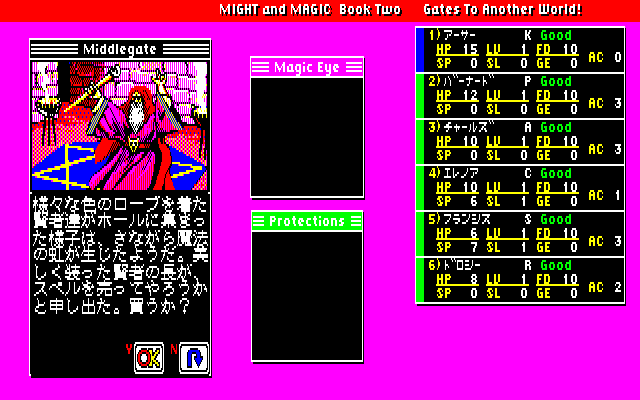 MIGHT and MAGIC Book Two Gates To Another World!
Middlegate
様々な色のローブを着た
賢者達がホールに集まっ
た様子は、さながら魔法
の虹が生じたようだ。美
しく装った賢者の長が、
スペルを売ってやろうか
と申し出た。買うか？
Y OK N
Magic Eye
Protections
1) アーサー K Good
HP 15 LV 1 FD 10 AC 0
SP 0 SL 0 GE 0
2) バーナード P Good
HP 12 LV 1 FD 10 AC 3
SP 0 SL 0 GE 0
3) チャールズ A Good
HP 10 LV 1 FD 10 AC 3
SP 0 SL 0 GE 0
4) エレノア C Good
HP 10 LV 1 FD 10 AC 1
SP 6 SL 1 GE 0
5) フランシス S Good
HP 6 LV 1 FD 10 AC 3
SP 7 SL 1 GE 0
6) ドロシー R Good
HP 8 LV 1 FD 10 AC 2
SP 0 SL 0 GE 0